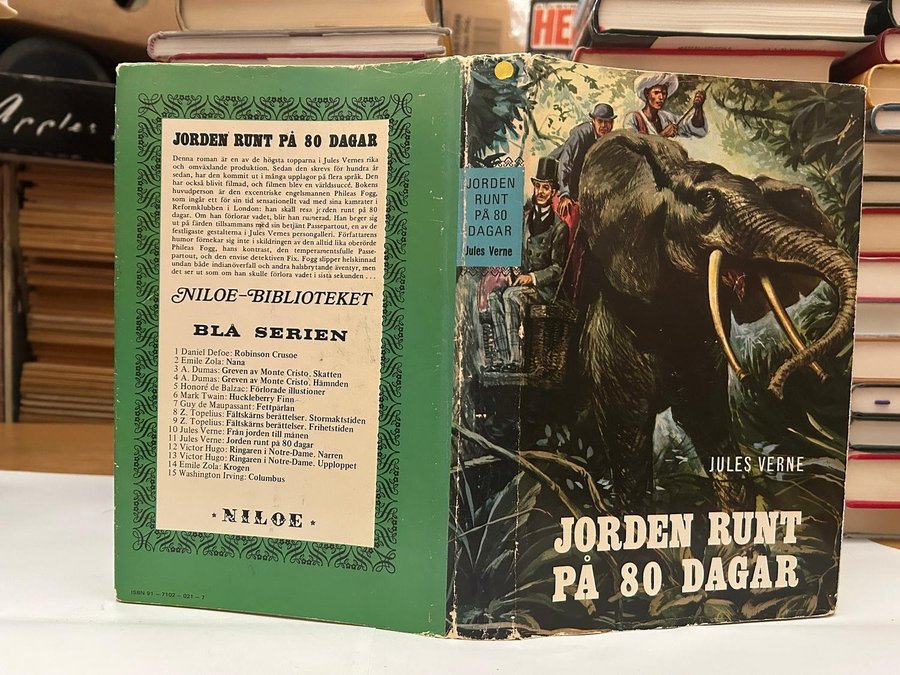 JORDEN RUNT PÅ 80 DAGAR
Denna roman är en av de högsta topparna i Jules Vernes rika
och omväxlande produktion. Sedan den skrevs för hundra år
sedan, har den kommit ut i många upplagor på flera språk. Den
har också blivit filmad, och filmen blev en världssuccé. Bokens
huvudperson är den excentriske engelsmannen Phileas Fogg,
som ingått ett för sin tid sensationellt vad med sina kamrater i
Reformklubben i London: han skall resa jorden runt på 80
dagar. Om han förlorar vadet, blir han ruinerad. Han beger sig
ut på färden tillsammans med sin betjänt Passepartout, en av de
festligaste gestalterna i Jules Vernes persongalleri. Författarens
humor förnekar sig inte i skildringen av den alltid lika oberörde
Phileas Fogg, hans kontrast, den temperamentsfulle Passe-
partout, och den envise detektiven Fix. Fogg slipper helskinnad
undan både indianöverfall och andra halsbrytande äventyr, men
det ser ut som om han skulle förlora vadet i sista sekunden . . .
NILOE-BIBLIOTEKET
BLÅ SERIEN
1 Daniel Defoe: Robinson Crusoe
2 Emile Zola: Nana
3 A. Dumas: Greven av Monte Cristo. Skatten
4 A. Dumas: Greven av Monte Cristo. Hämnden
5 Honoré de Balzac: Förlorade illustioner
6 Mark Twain: Huckleberry Finn
7 Guy de Maupassant: Fettpärlan
8 Z. Topelius: Fältskärns berättelser. Stormaktstiden
9 Z. Topelius: Fältskärns berättelser. Frihetstiden
10 Jules Verne: Från jorden till månen
11 Jules Verne: Jorden runt på 80 dagar
12 Victor Hugo: Ringaren i Notre-Dame. Narren
13 Victor Hugo: Ringaren i Notre-Dame. Upploppet
14 Emile Zola: Krogen
15 Washington Irving: Columbus
* NILOE *
ISBN 91-7102-021-7
JORDEN
RUNT
PÅ 80
DAGAR
Jules Verne
JULES VERNE
JORDEN RUNT
PÅ 80 DAGAR
Apples
HE